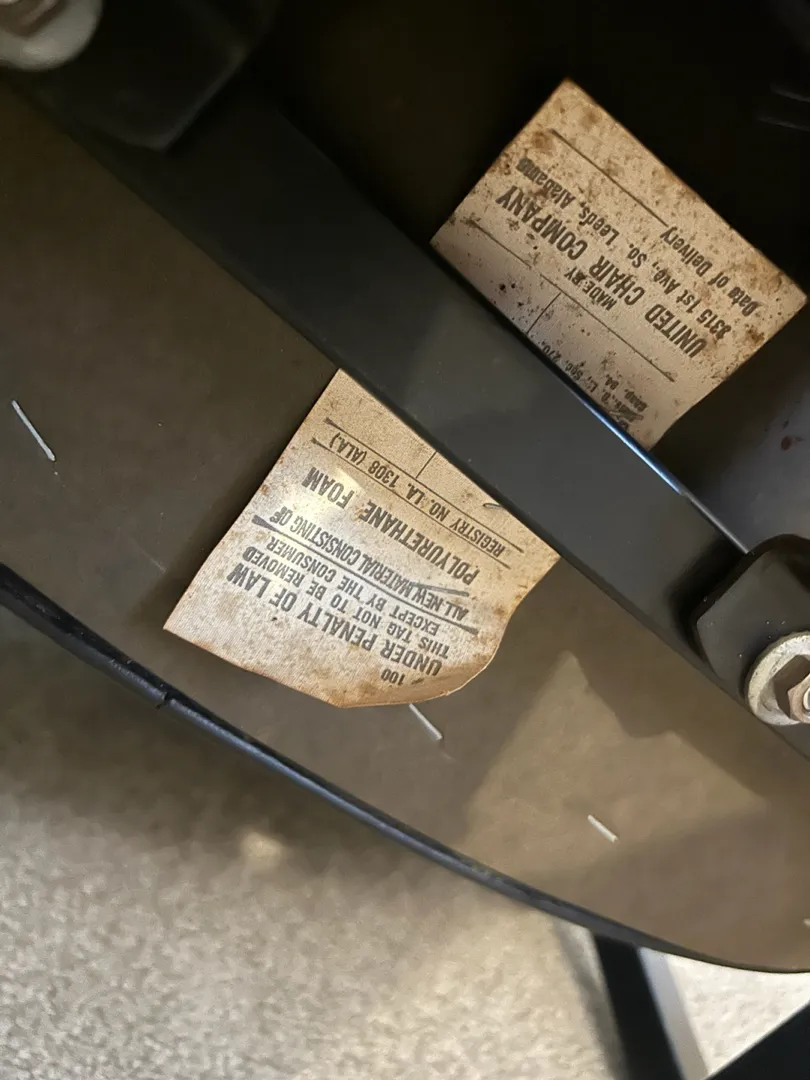 100
UNDER PENALTY OF LAW
THIS TAG NOT TO BE REMOVED
EXCEPT BY THE CONSUMER
ALL NEW MATERIAL CONSISTING OF
POLYURETHANE FOAM
REGISTRY NO. LA. 1308 (ALA.)
MADE BY
UNITED CHAIR COMPANY
3315 1st Ave., So. Leeds, Alabama
Date of Delivery